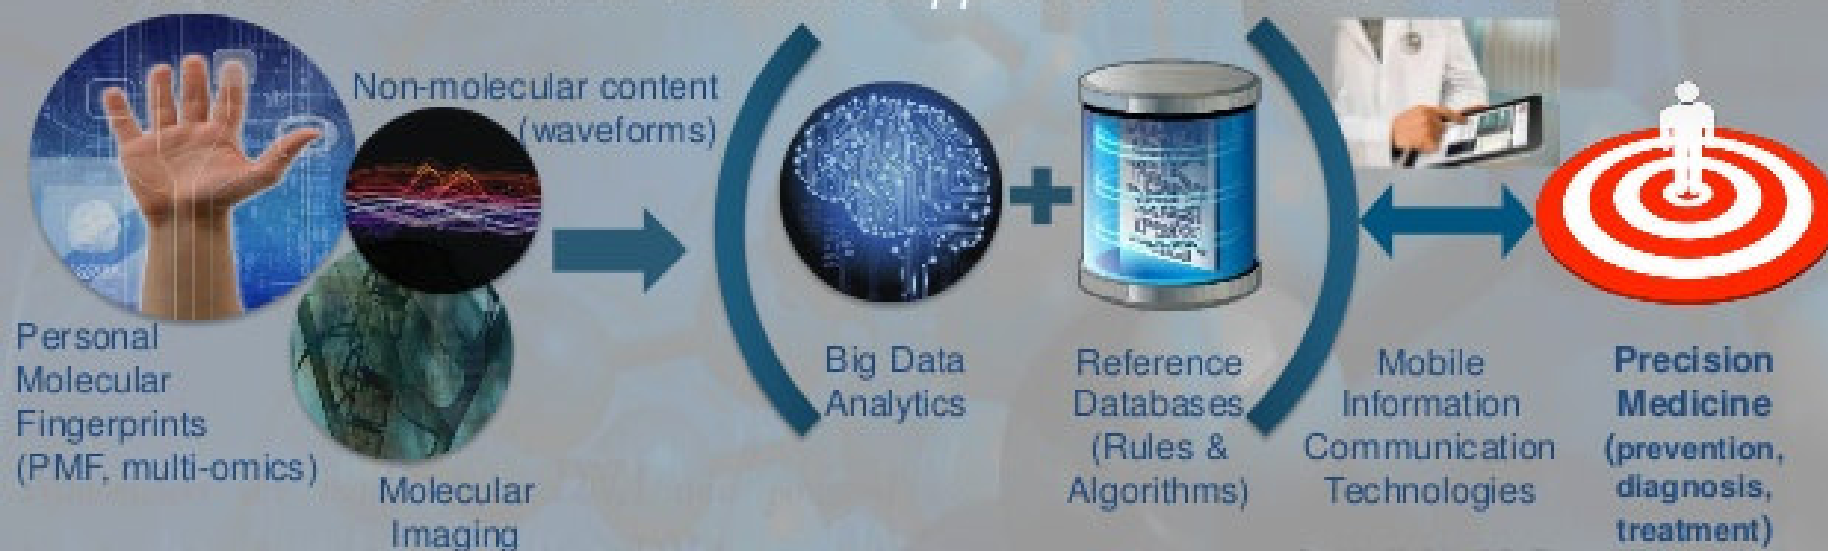 Non-molecular content
(waveforms)
Personal
Molecular
Fingerprints
(PMF, multi-omics)
Molecular
Imaging
Big Data
Analytics
Reference
Databases
(Rules &
Algorithms)
Mobile
Information
Communication
Technologies
Precision
Medicine
(prevention,
diagnosis,
treatment)